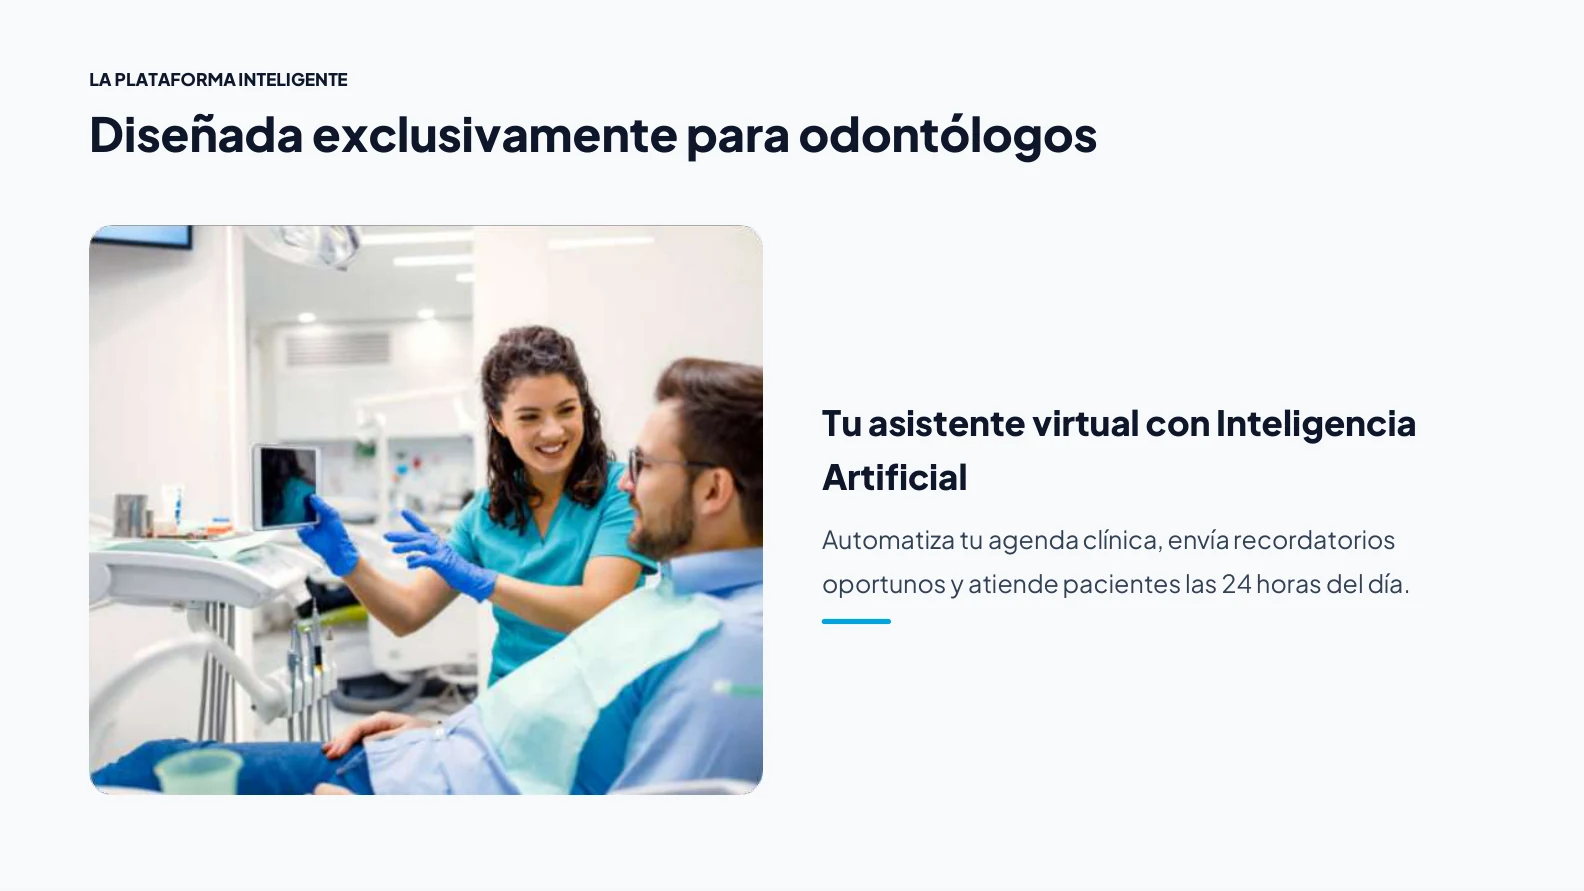 LA PLATAFORMA INTELIGENTE
Diseñada exclusivamente para odontólogos
Tu asistente virtual con Inteligencia
Artificial
Automatiza tu agenda clínica, envía recordatorios
oportunos y atiende pacientes las 24 horas del día.